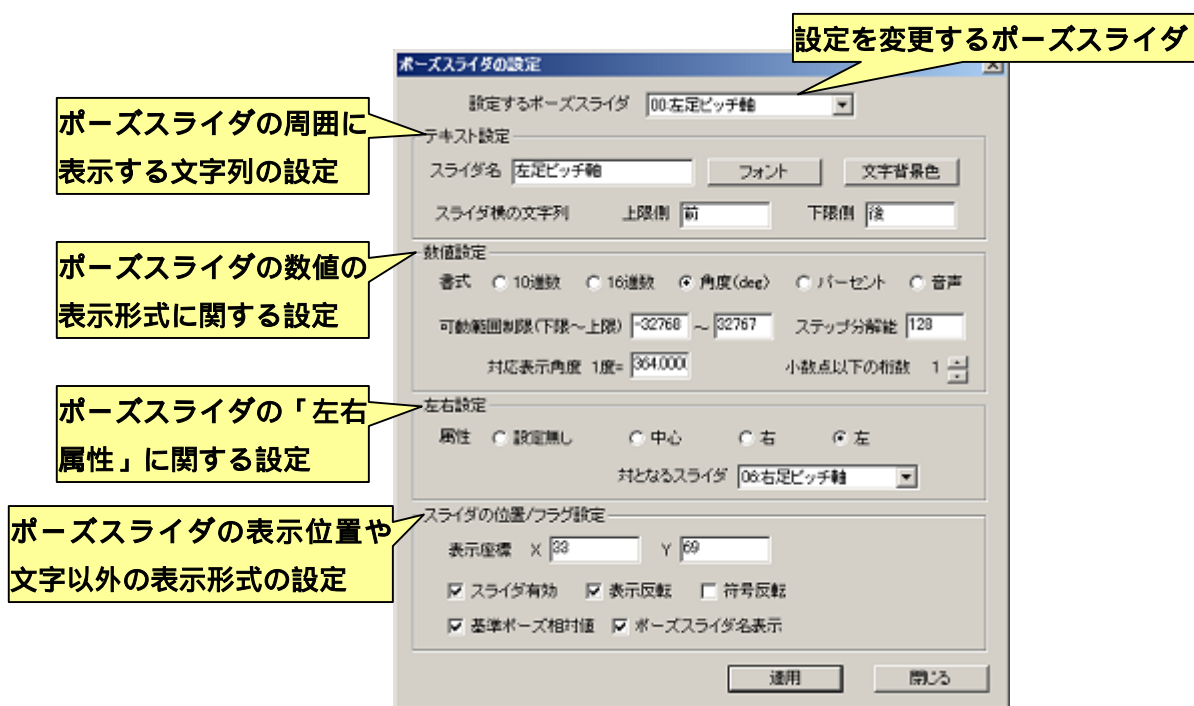 設定を変更するポーズスライダ
ポーズスライダの設定
設定するポーズスライダ 00:左足ピッチ軸
ポーズスライダの周囲に
表示する文字列の設定
テキスト設定
スライダ名 左足ピッチ軸 フォント 文字背景色
スライダ横の文字列 上限側 前 下限側 後
ポーズスライダの数値の
表示形式に関する設定
数値設定
書式 10進数 16進数 角度(deg) パーセント 音声
可動範囲制限(下限～上限) -32768 ～ 32767 ステップ分解能 128
対応表示角度 1度= 364.000 小数点以下の桁数 1
ポーズスライダの「左右
属性」に関する設定
左右設定
属性 設定無し 中心 右 左
対となるスライダ 06:右足ピッチ軸
ポーズスライダの表示位置や
文字以外の表示形式の設定
スライダの位置/フラグ設定
表示座標 X 33 Y 69
スライダ有効 表示反転 符号反転
基準ポーズ相対値 ポーズスライダ名表示
適用 閉じる